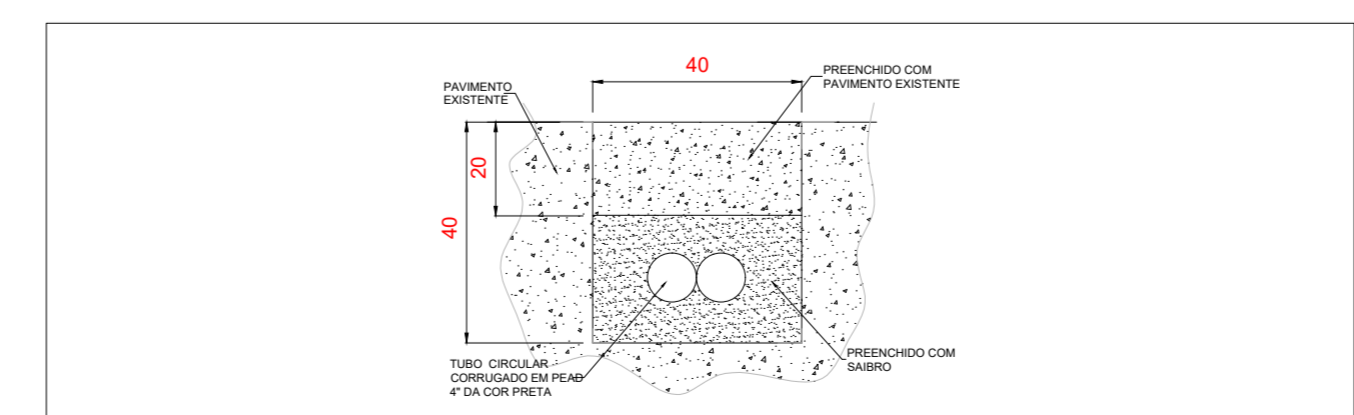 40
PAVIMENTO
EXISTENTE
PREENCHIDO COM
PAVIMENTO EXISTENTE
20
40
TUBO CIRCULAR
CORRUGADO EM PEAD
4" DA COR PRETA
PREENCHIDO COM
SAIBRO